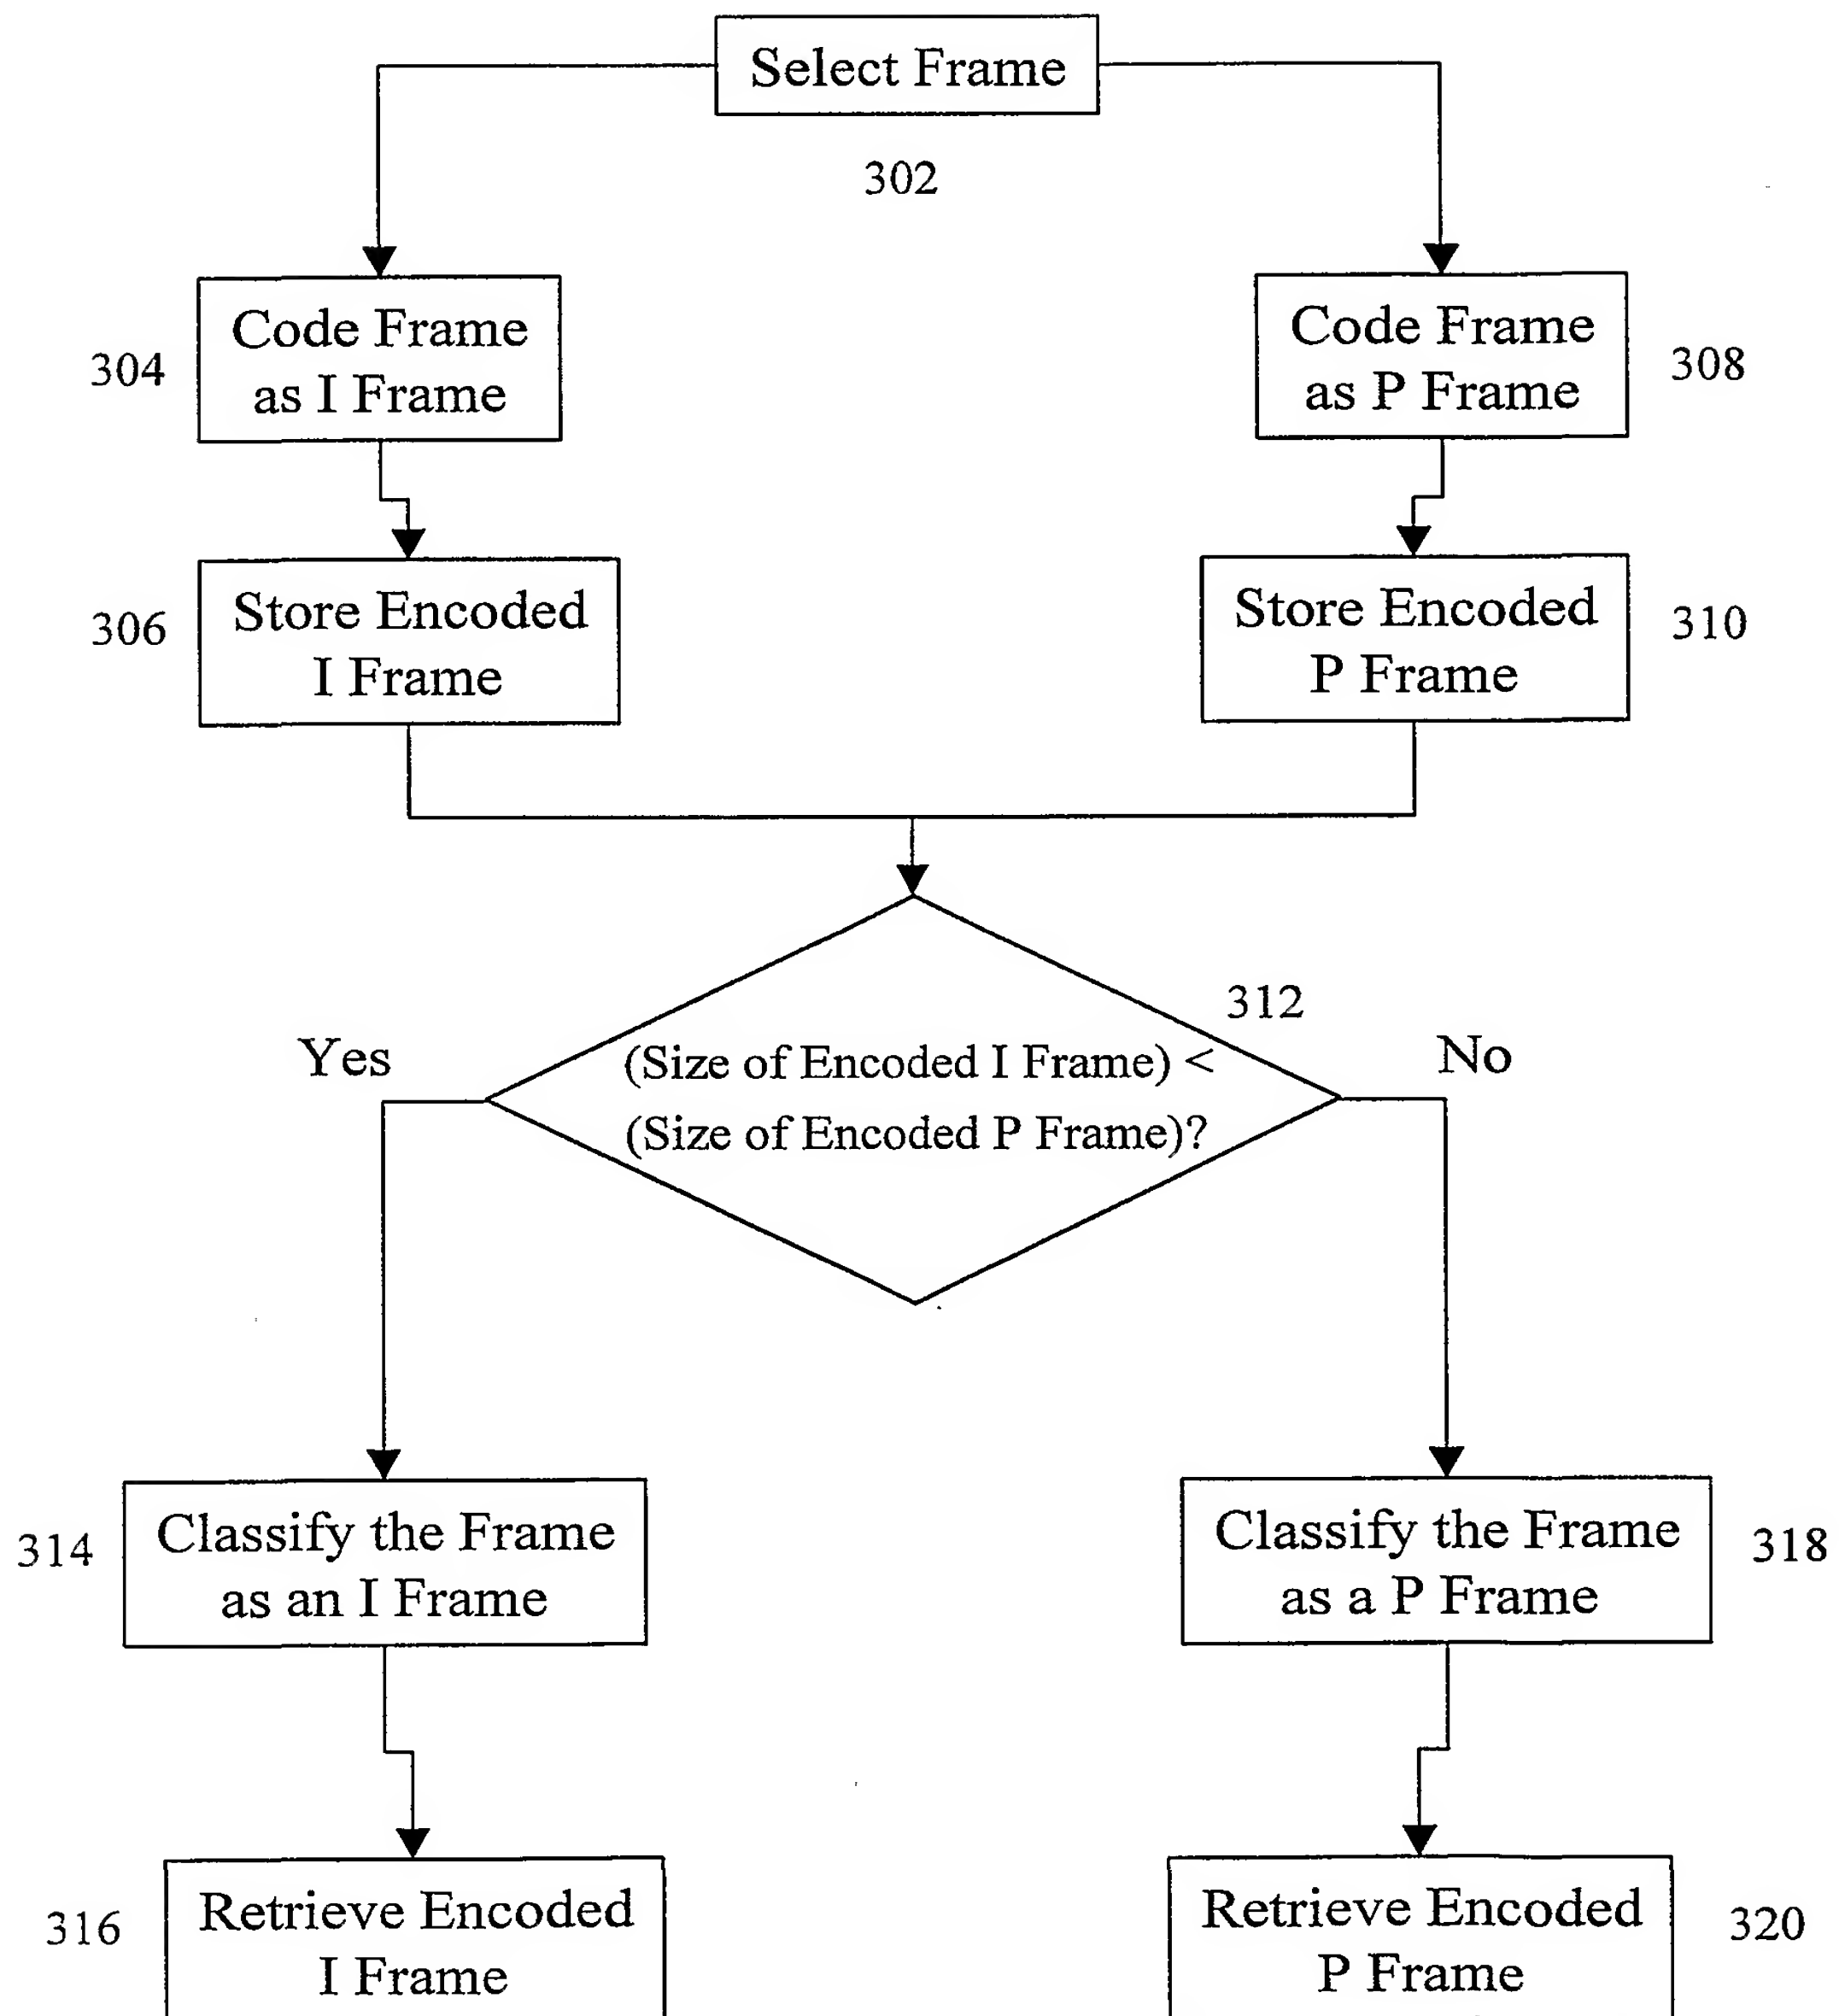 Select Frame
302
Code Frame
as I Frame
304
Code Frame
as P Frame
308
Store Encoded
I Frame
306
Store Encoded
P Frame
310
312
Yes
(Size of Encoded I Frame) <
(Size of Encoded P Frame)?
No
314
Classify the Frame
as an I Frame
Classify the Frame
as a P Frame
318
316
Retrieve Encoded
I Frame
Retrieve Encoded
P Frame
320